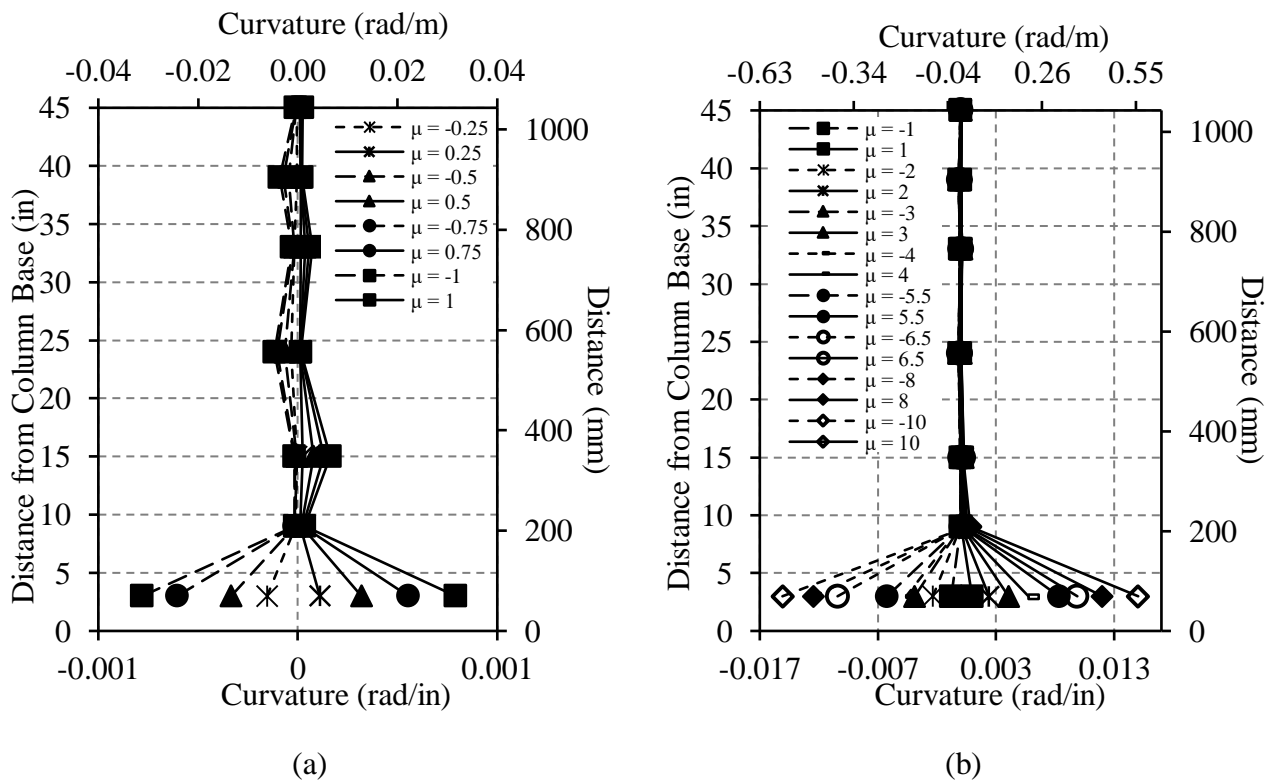 Curvature (rad/m)
-0.04 -0.02 0.00 0.02 0.04
45
40
35
30
25
20
15
10
5
0
Distance from Column Base (in)
μ = -0.25
μ = 0.25
μ = -0.5
μ = 0.5
μ = -0.75
μ = 0.75
μ = -1
μ = 1
1000
800
600
400
200
0
Distance (mm)
-0.001 0 0.001
Curvature (rad/in)
(a)
Curvature (rad/m)
-0.63 -0.34 -0.04 0.26 0.55
45
40
35
30
25
20
15
10
5
0
Distance from Column Base (in)
μ = -1
μ = 1
μ = -2
μ = 2
μ = -3
μ = 3
μ = -4
μ = 4
μ = -5.5
μ = 5.5
μ = -6.5
μ = 6.5
μ = -8
μ = 8
μ = -10
μ = 10
1000
800
600
400
200
0
Distance (mm)
-0.017 -0.007 0.003 0.013
Curvature (rad/in)
(b)